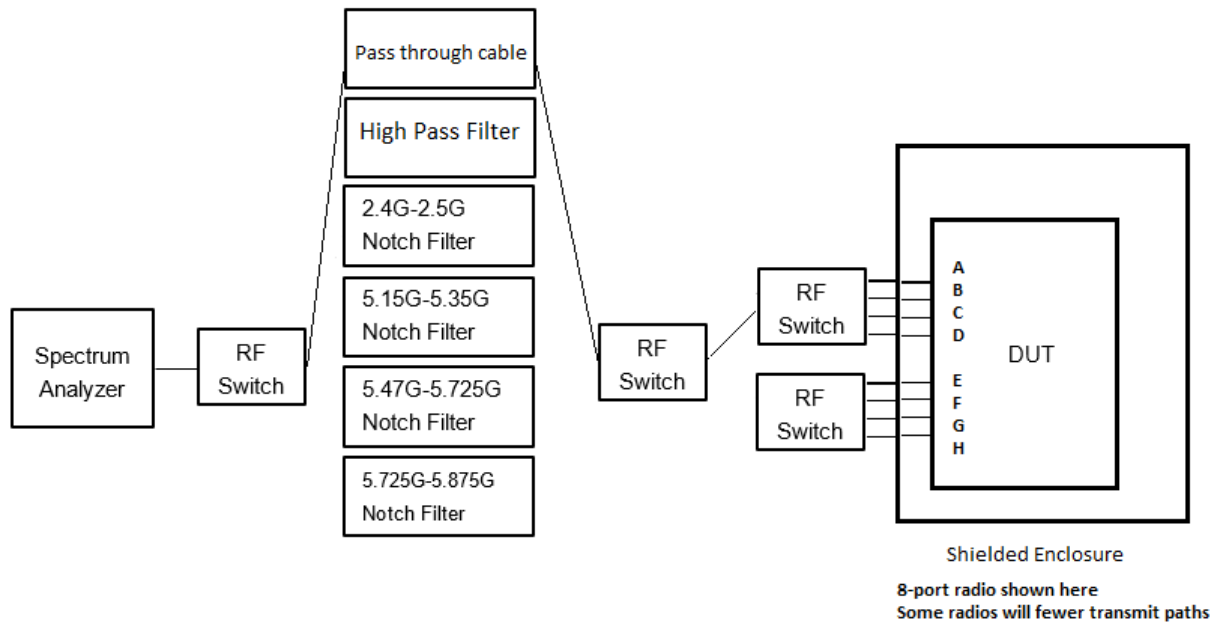 Pass through cable
High Pass Filter
2.4G-2.5G
Notch Filter
5.15G-5.35G
Notch Filter
5.47G-5.725G
Notch Filter
5.725G-5.875G
Notch Filter
Spectrum
Analyzer
RF
Switch
RF
Switch
RF
Switch
RF
Switch
A
B
C
D
E
F
G
H
DUT
Shielded Enclosure
8-port radio shown here
Some radios will fewer transmit paths